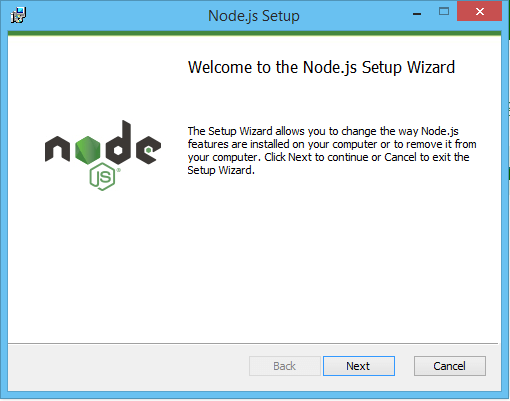 Node.js Setup
Welcome to the Node.js Setup Wizard
node
JS®
The Setup Wizard allows you to change the way Node.js
features are installed on your computer or to remove it from
your computer. Click Next to continue or Cancel to exit the
Setup Wizard.
Back
Next
Cancel